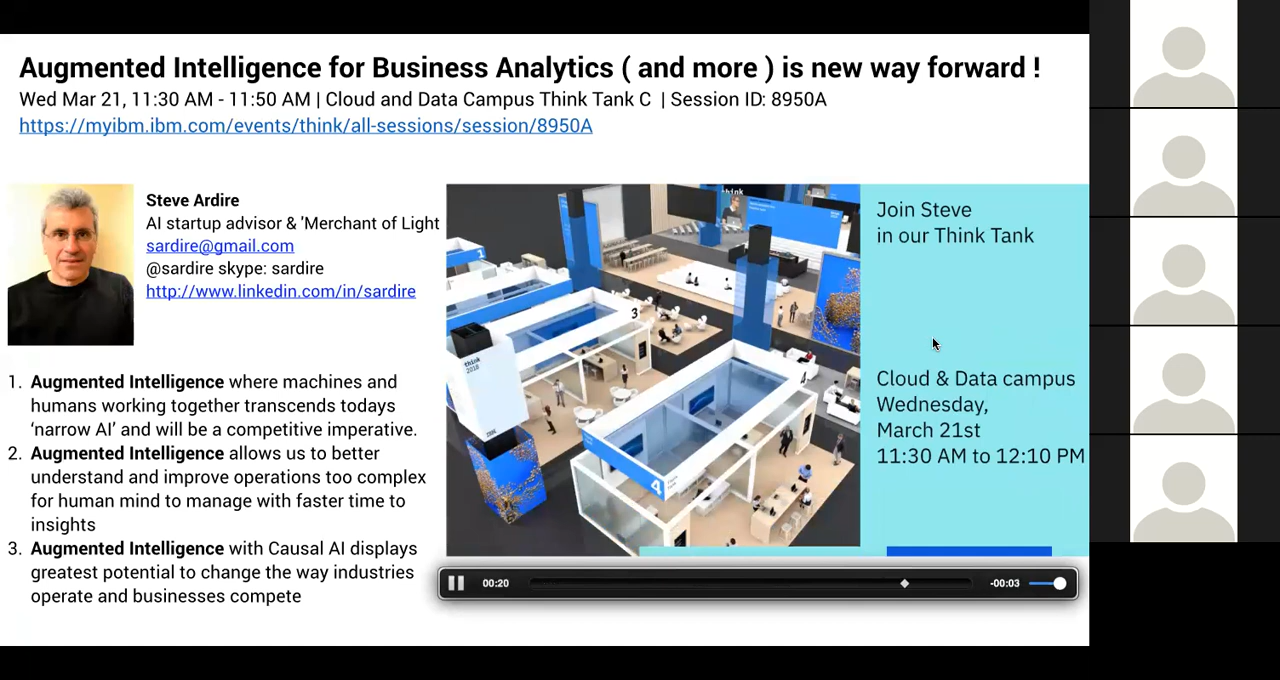 Augmented Intelligence for Business Analytics ( and more ) is new way forward !
Wed Mar 21, 11:30 AM - 11:50 AM | Cloud and Data Campus Think Tank C | Session ID: 8950A
https://myibm.ibm.com/events/think/all-sessions/session/8950A
Steve Ardire
AI startup advisor & 'Merchant of Light
sardire@gmail.com
@sardire skype: sardire
http://www.linkedin.com/in/sardire
1. Augmented Intelligence where machines and
humans working together transcends todays
‘narrow AI’ and will be a competitive imperative.
2. Augmented Intelligence allows us to better
understand and improve operations too complex
for human mind to manage with faster time to
insights
3. Augmented Intelligence with Causal AI displays
greatest potential to change the way industries
operate and businesses compete
think
1
3
think
2018
4
Join Steve
in our Think Tank
Cloud & Data campus
Wednesday,
March 21st
11:30 AM to 12:10 PM
00:20
-00:03